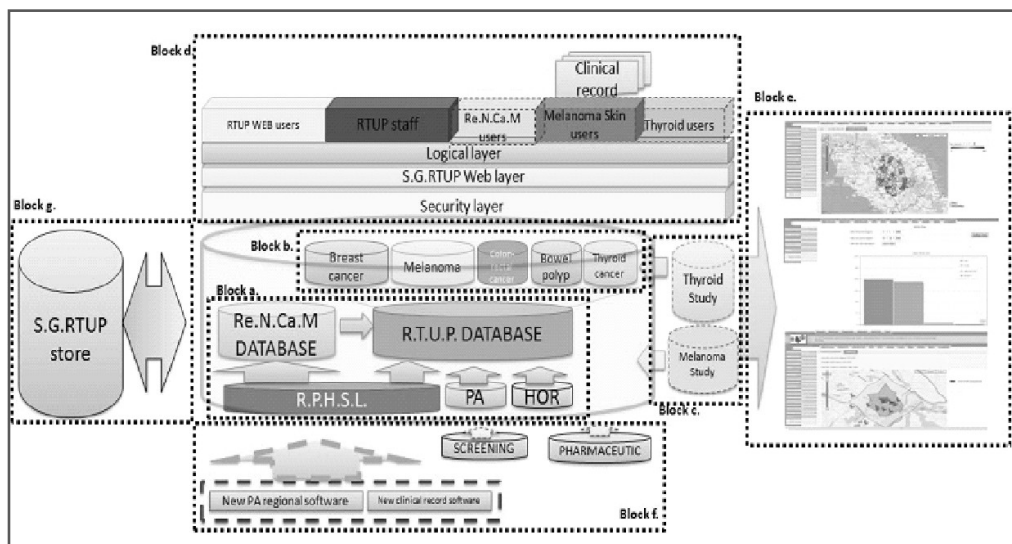 Block d.
Clinical
record
RTUP WEB users
RTUP staff
Re.N.Ca.M
users
Melanoma Skin
users
Thyroid users
Logical layer
S.G.RTUP Web layer
Security layer
Block e.
Block g.
S.G.RTUP
store
Block b.
Breast
cancer
Melanoma
Colon-
rectal
cancer
Bowel
polyp
Thyroid
cancer
Block a.
Re.N.Ca.M
DATABASE
R.T.U.P. DATABASE
R.P.H.S.L.
PA
HOR
Thyroid
Study
Melanoma
Study
Block c.
SCREENING
PHARMACEUTIC
New PA regional software
New clinical record software
Block f.